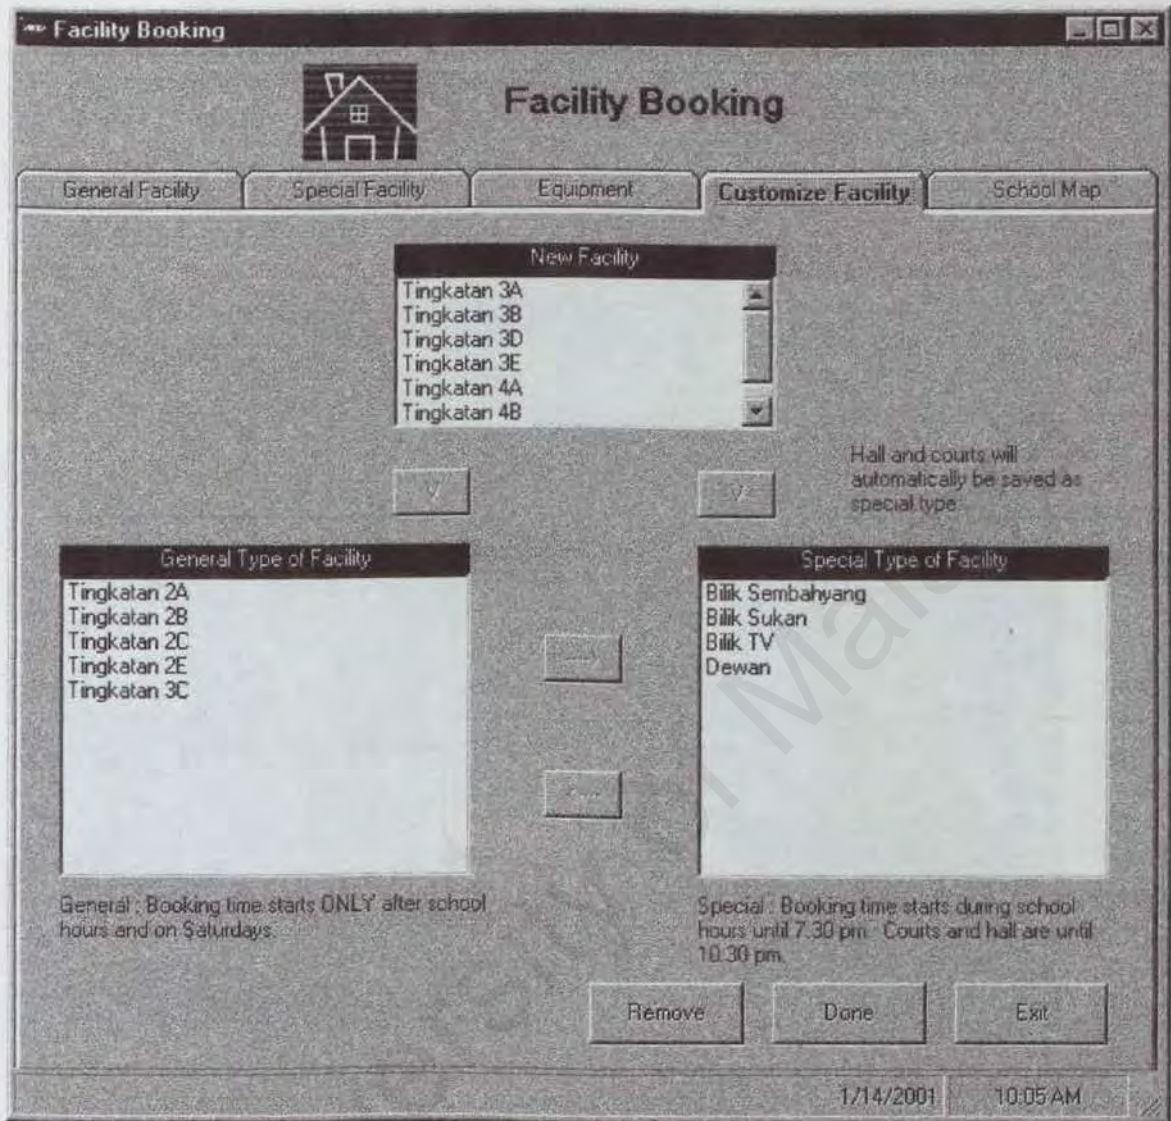 Facility Booking
Facility Booking
General Facility
Special Facility
Equipment
Customize Facility
School Map
New Facility
Tingkatan 3A
Tingkatan 3B
Tingkatan 3D
Tingkatan 3E
Tingkatan 4A
Tingkatan 4B
V
V
Hall and courts will
automatically be saved as
special type
General Type of Facility
Tingkatan 2A
Tingkatan 2B
Tingkatan 2C
Tingkatan 2E
Tingkatan 3C
Special Type of Facility
Bilik Sembahyang
Bilik Sukan
Bilik TV
Dewan
---->
<----
General : Booking time starts ONLY after school
hours and on Saturdays.
Special : Booking time starts during school
hours until 7.30 pm. Courts and hall are until
10.30 pm.
Remove
Done
Exit
1/14/2001
10:05 AM